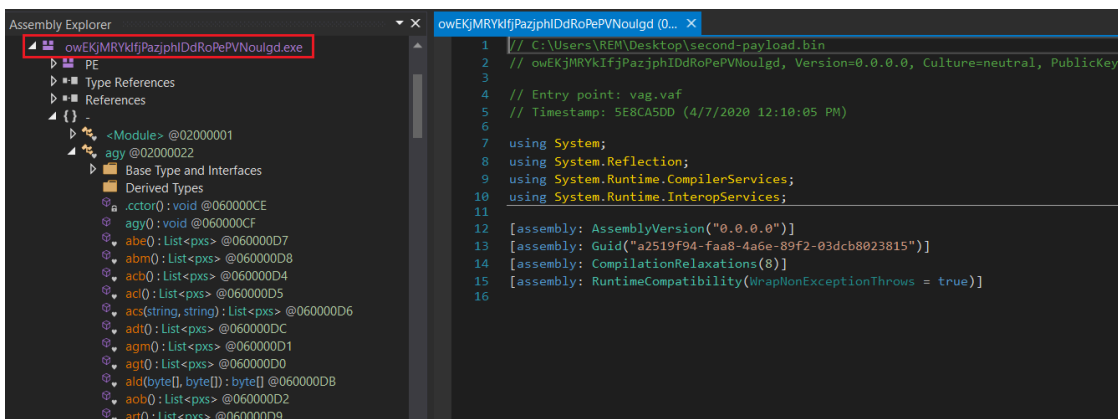 Assembly Explorer
owEKjMRYkIfjPazjphIDdRoPePVNoulgd.exe
PE
Type References
References
{ } -
<Module> @02000001
agy @02000022
Base Type and Interfaces
Derived Types
.cctor() : void @060000CE
agy() : void @060000CF
abe() : List<pxs> @060000D7
abm() : List<pxs> @060000D8
acb() : List<pxs> @060000D4
acl() : List<pxs> @060000D5
acs(string, string) : List<pxs> @060000D6
adt() : List<pxs> @060000DC
agm() : List<pxs> @060000D1
agt() : List<pxs> @060000D0
ald(byte[], byte[]) : byte[] @060000DB
aob() : List<pxs> @060000D2
art() : List<pxs> @060000D9
owEKjMRYkIfjPazjphIDdRoPePVNoulgd (0... ×
1 // C:\Users\REM\Desktop\second-payload.bin
2 // owEKjMRYkIfjPazjphIDdRoPePVNoulgd, Version=0.0.0.0, Culture=neutral, PublicKey
3
4 // Entry point: vag.vaf
5 // Timestamp: 5E8CA5DD (4/7/2020 12:10:05 PM)
6
7 using System;
8 using System.Reflection;
9 using System.Runtime.CompilerServices;
10 using System.Runtime.InteropServices;
11
12 [assembly: AssemblyVersion("0.0.0.0")]
13 [assembly: Guid("a2519f94-faa8-4a6e-89f2-03dcb8023815")]
14 [assembly: CompilationRelaxations(8)]
15 [assembly: RuntimeCompatibility(WrapNonExceptionThrows = true)]
16